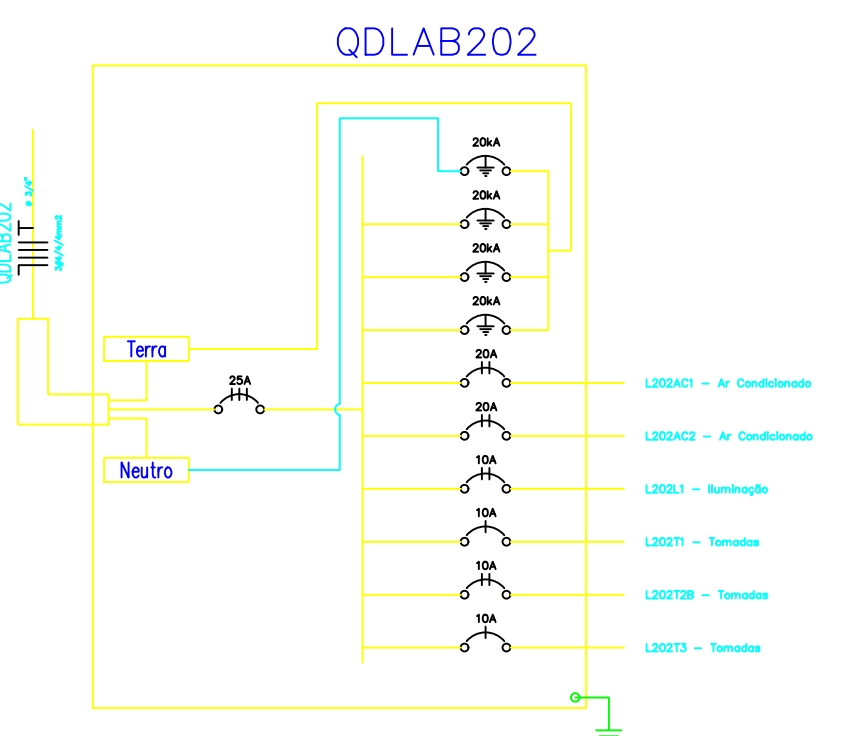 QDLAB202
ø 3/4"
QDLAB202
3#4/4/4mm2
20kA
20kA
20kA
20kA
Terra
25A
20A
L202AC1 - Ar Condicionado
20A
L202AC2 - Ar Condicionado
Neutro
10A
L202L1 - Iluminação
10A
L202T1 - Tomadas
10A
L202T2B - Tomadas
10A
L202T3 - Tomadas